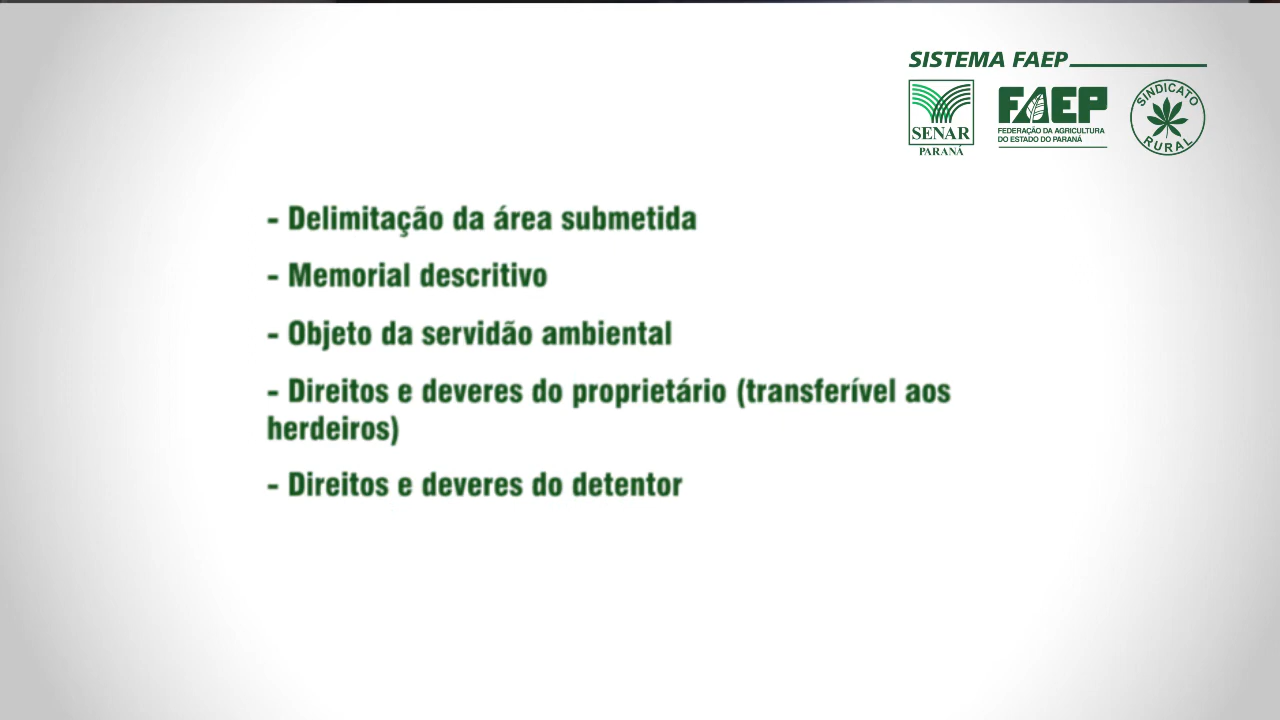 SISTEMA FAEP
SENAR
PARANÁ
FAEP
FEDERAÇÃO DA AGRICULTURA
DO ESTADO DO PARANÁ
SINDICATO
RURAL
- Delimitação da área submetida
- Memorial descritivo
- Objeto da servidão ambiental
- Direitos e deveres do proprietário (transferível aos
herdeiros)
- Direitos e deveres do detentor